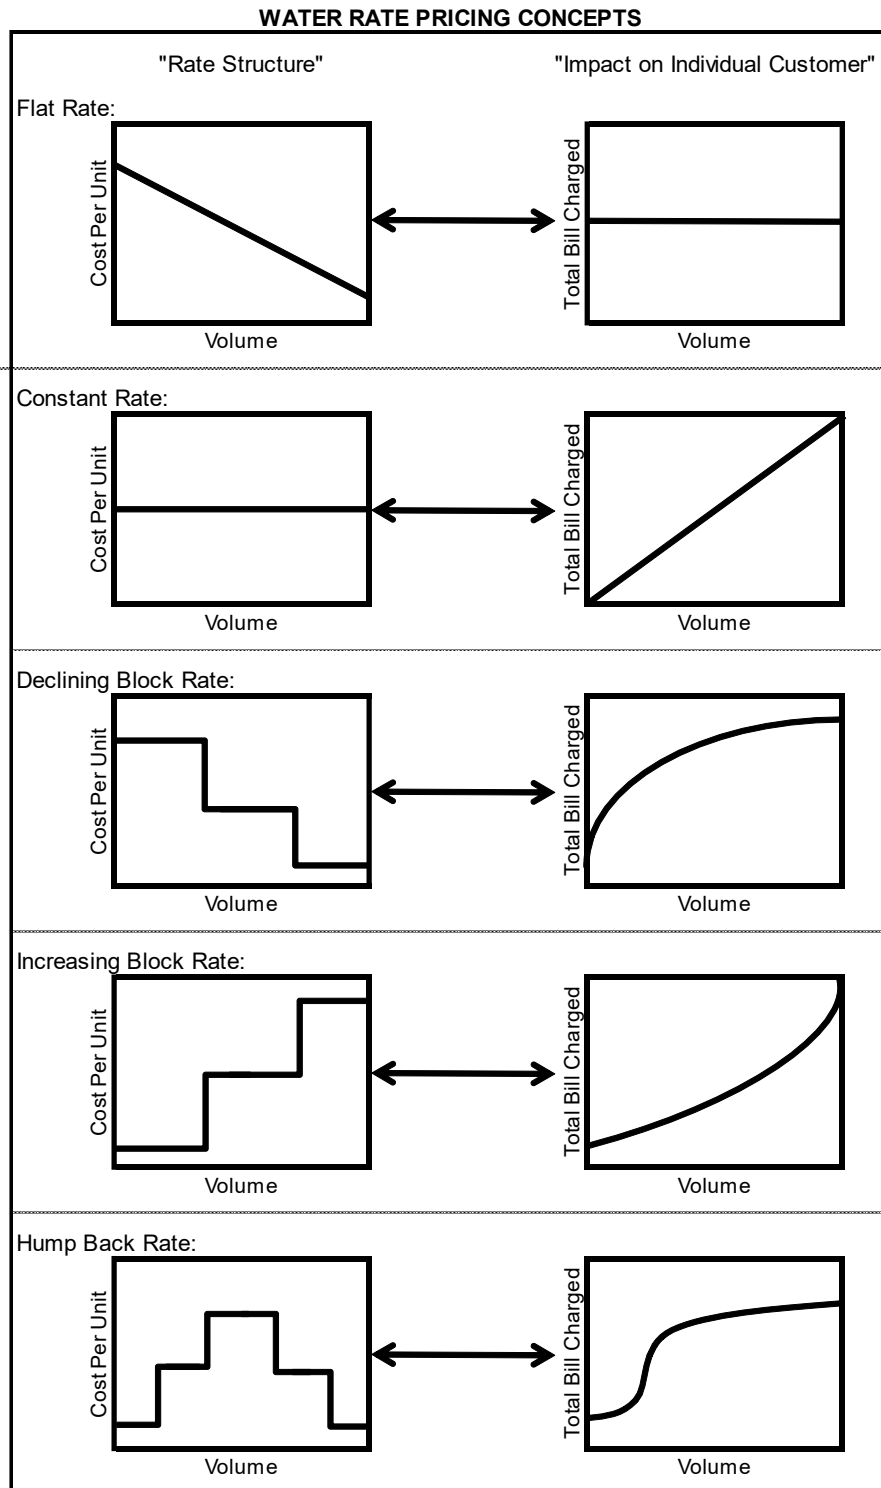 WATER RATE PRICING CONCEPTS
"Rate Structure"
"Impact on Individual Customer"
Flat Rate:
Cost Per Unit
Volume
Total Bill Charged
Volume
Constant Rate:
Cost Per Unit
Volume
Total Bill Charged
Volume
Declining Block Rate:
Cost Per Unit
Volume
Total Bill Charged
Volume
Increasing Block Rate:
Cost Per Unit
Volume
Total Bill Charged
Volume
Hump Back Rate:
Cost Per Unit
Volume
Total Bill Charged
Volume